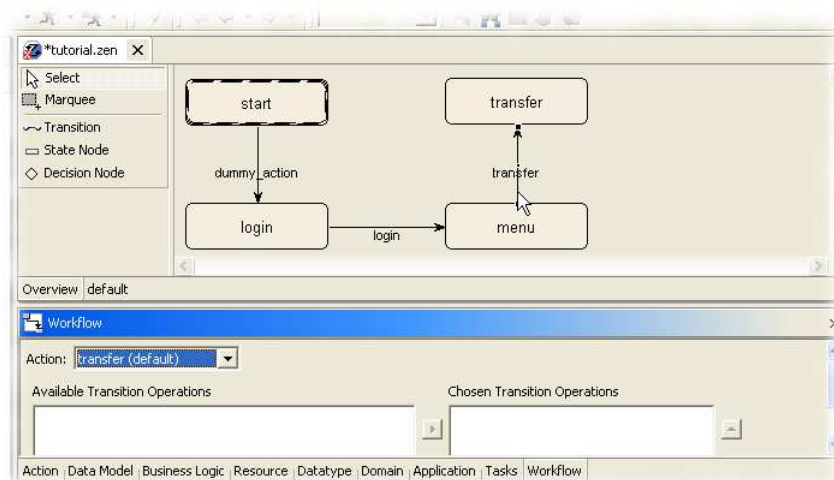 *tutorial.zen
Select
Marquee
Transition
State Node
Decision Node
start
transfer
dummy_action
transfer
login
login
menu
Overview default
Workflow
Action: transfer (default)
Available Transition Operations Chosen Transition Operations
Action Data Model Business Logic Resource Datatype Domain Application Tasks Workflow